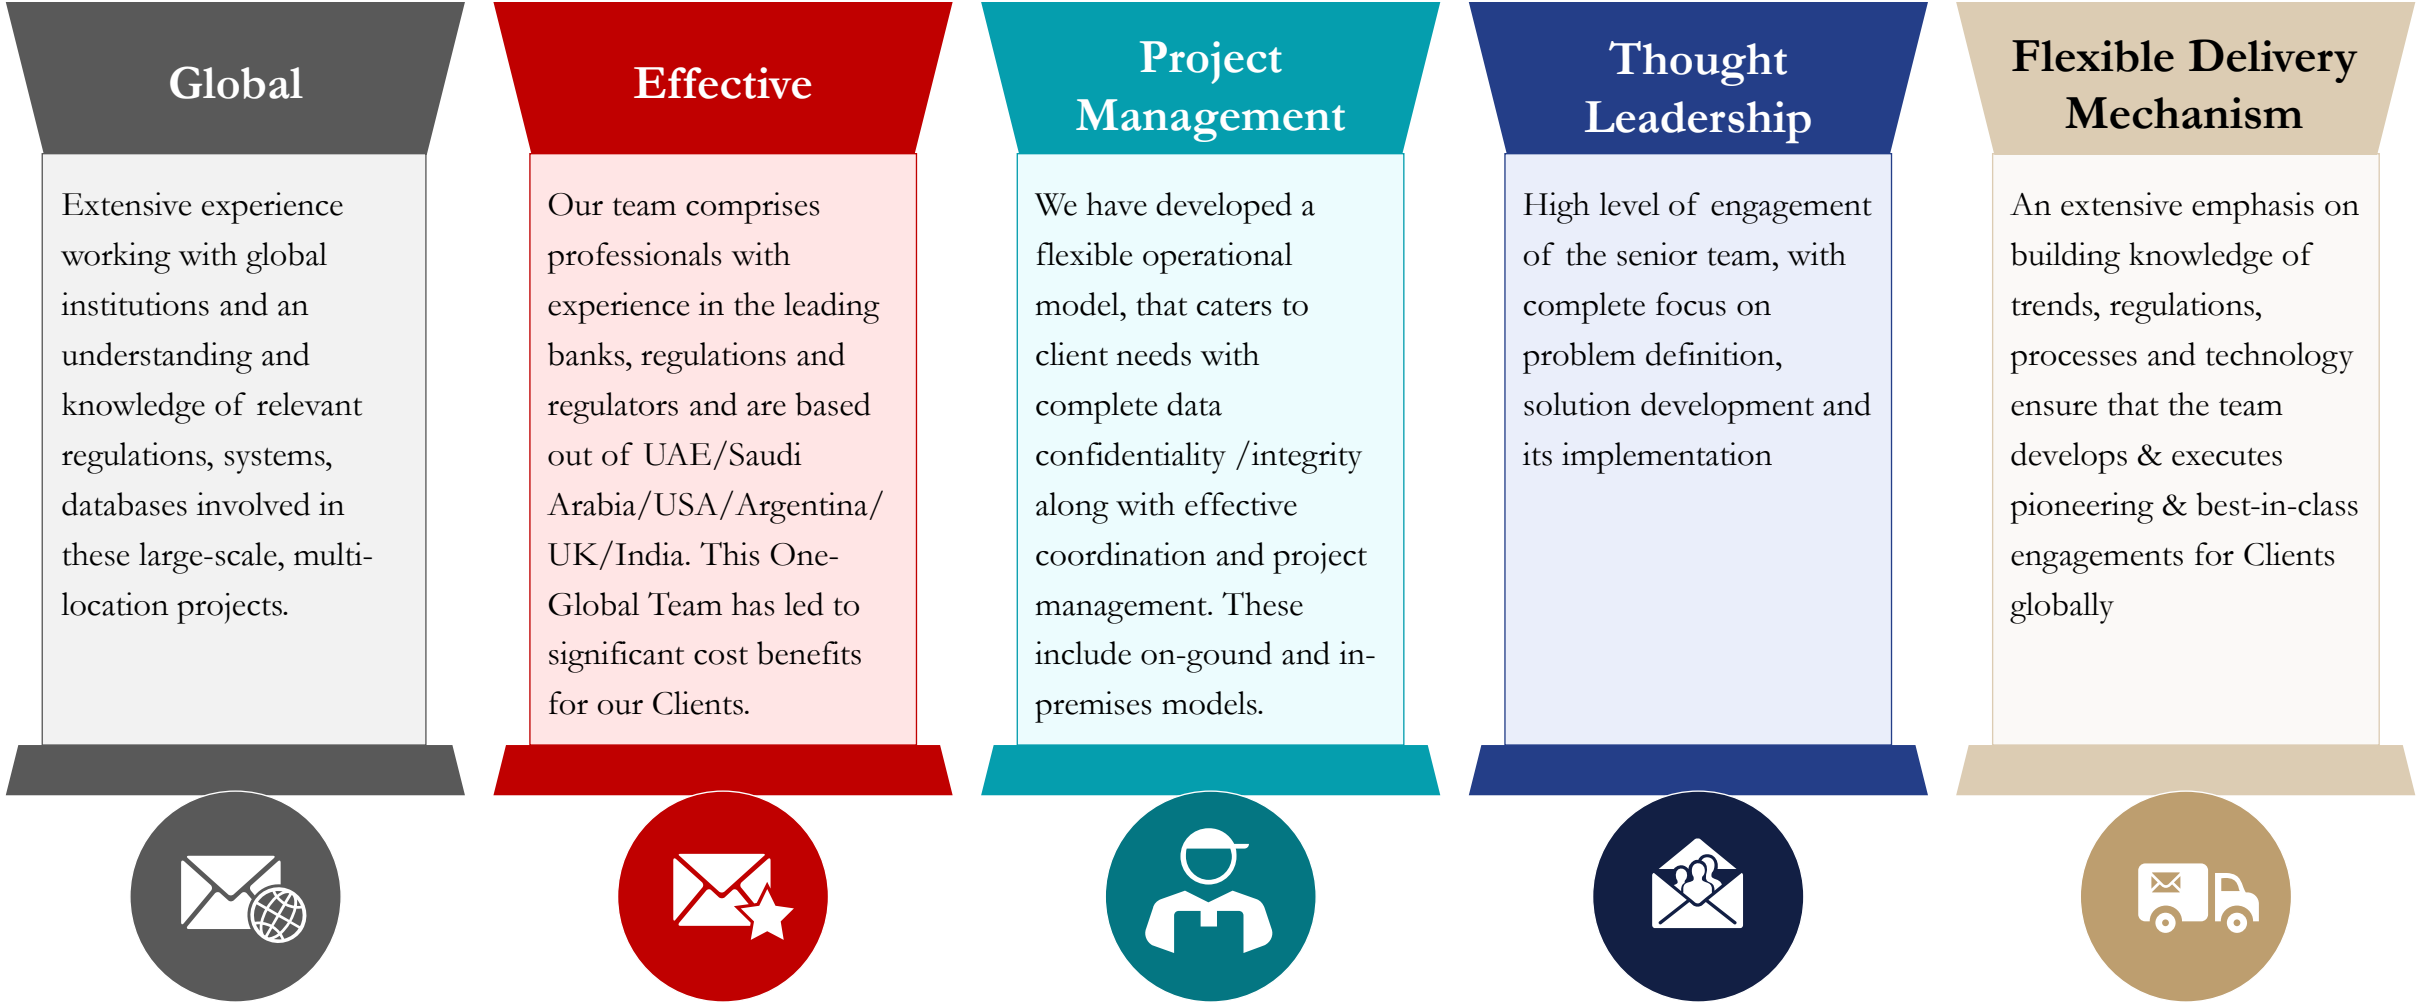 Global
Extensive experience
working with global
institutions and an
understanding and
knowledge of relevant
regulations, systems,
databases involved in
these large-scale, multi-
location projects.
Effective
Our team comprises
professionals with
experience in the leading
banks, regulations and
regulators and are based
out of UAE/Saudi
Arabia/USA/Argentina/
UK/India. This One-
Global Team has led to
significant cost benefits
for our Clients.
Project
Management
We have developed a
flexible operational
model, that caters to
client needs with
complete data
confidentiality /integrity
along with effective
coordination and project
management. These
include on-gound and in-
premises models.
Thought
Leadership
High level of engagement
of the senior team, with
complete focus on
problem definition,
solution development and
its implementation
Flexible Delivery
Mechanism
An extensive emphasis on
building knowledge of
trends, regulations,
processes and technology
ensure that the team
develops & executes
pioneering & best-in-class
engagements for Clients
globally